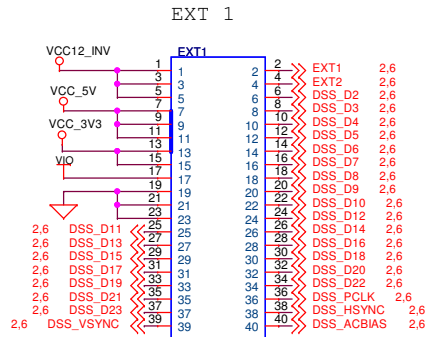 EXT 1
EXT1
VCC12_INV 1 1 2 2 EXT1 2,6
3 3 4 4 EXT2 2,6
VCC_5V 5 5 6 6 DSS_D2 2,6
7 7 8 8 DSS_D3 2,6
9 9 10 10 DSS_D4 2,6
VCC_3V3 11 11 12 12 DSS_D5 2,6
13 13 14 14 DSS_D6 2,6
VIO 15 15 16 16 DSS_D7 2,6
17 17 18 18 DSS_D8 2,6
19 19 20 20 DSS_D9 2,6
21 21 22 22 DSS_D10 2,6
23 23 24 24 DSS_D12 2,6
2,6 DSS_D11 25 25 26 26 DSS_D14 2,6
2,6 DSS_D13 27 27 28 28 DSS_D16 2,6
2,6 DSS_D15 29 29 30 30 DSS_D18 2,6
2,6 DSS_D17 31 31 32 32 DSS_D20 2,6
2,6 DSS_D19 33 33 34 34 DSS_D22 2,6
2,6 DSS_D21 35 35 36 36 DSS_PCLK 2,6
2,6 DSS_D23 37 37 38 38 DSS_HSYNC 2,6
2,6 DSS_VSYNC 39 39 40 40 DSS_ACBIAS 2,6